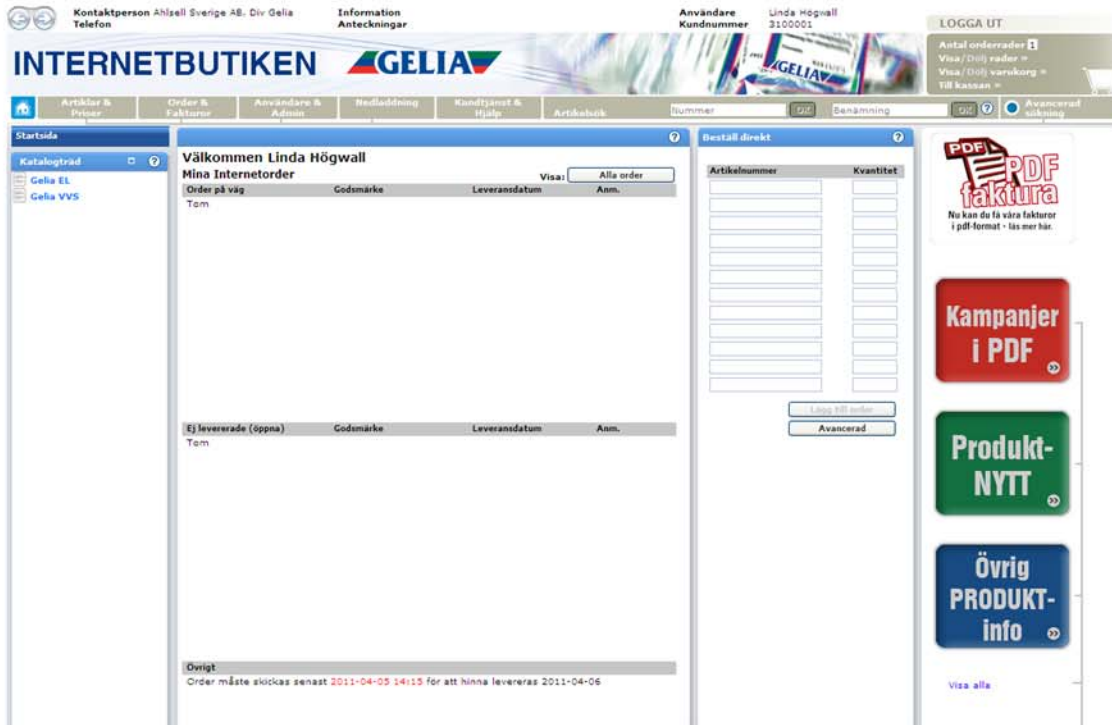 Kontaktperson Ahlsell Sverige AB, Div Gelia
Telefon
Information
Anteckningar
Användare Linda Högwall
Kundnummer 3100001
LOGGA UT
INTERNETBUTIKEN GELIA
GELIA
Antal orderrader 1
Visa/Dölj rader »
Visa/Dölj varukorg »
Till kassan »
Artiklar & Priser
Order & Fakturor
Användare & Admin
Nedladdning
Kundtjänst & Hjälp
Artikelsök
Nummer
OK
Benämning
OK
?
Avancerad sökning
Startsida
Katalogträd ?
Gelia EL
Gelia VVS
?
Välkommen Linda Högwall
Mina Internetorder
Visa: Alla order
Order på väg Godsmärke Leveransdatum Anm.
Tom
Ej levererade (öppna) Godsmärke Leveransdatum Anm.
Tom
Övrigt
Order måste skickas senast 2011-04-05 14:15 för att hinna levereras 2011-04-06
Beställ direkt ?
Artikelnummer Kvantitet
Lägg till order
Avancerad
PDF
PDF
faktura
Nu kan du få våra fakturor
i pdf-format - läs mer här.
Kampanjer
i PDF
Produkt-
NYTT
Övrig
PRODUKT-
info
Visa alla